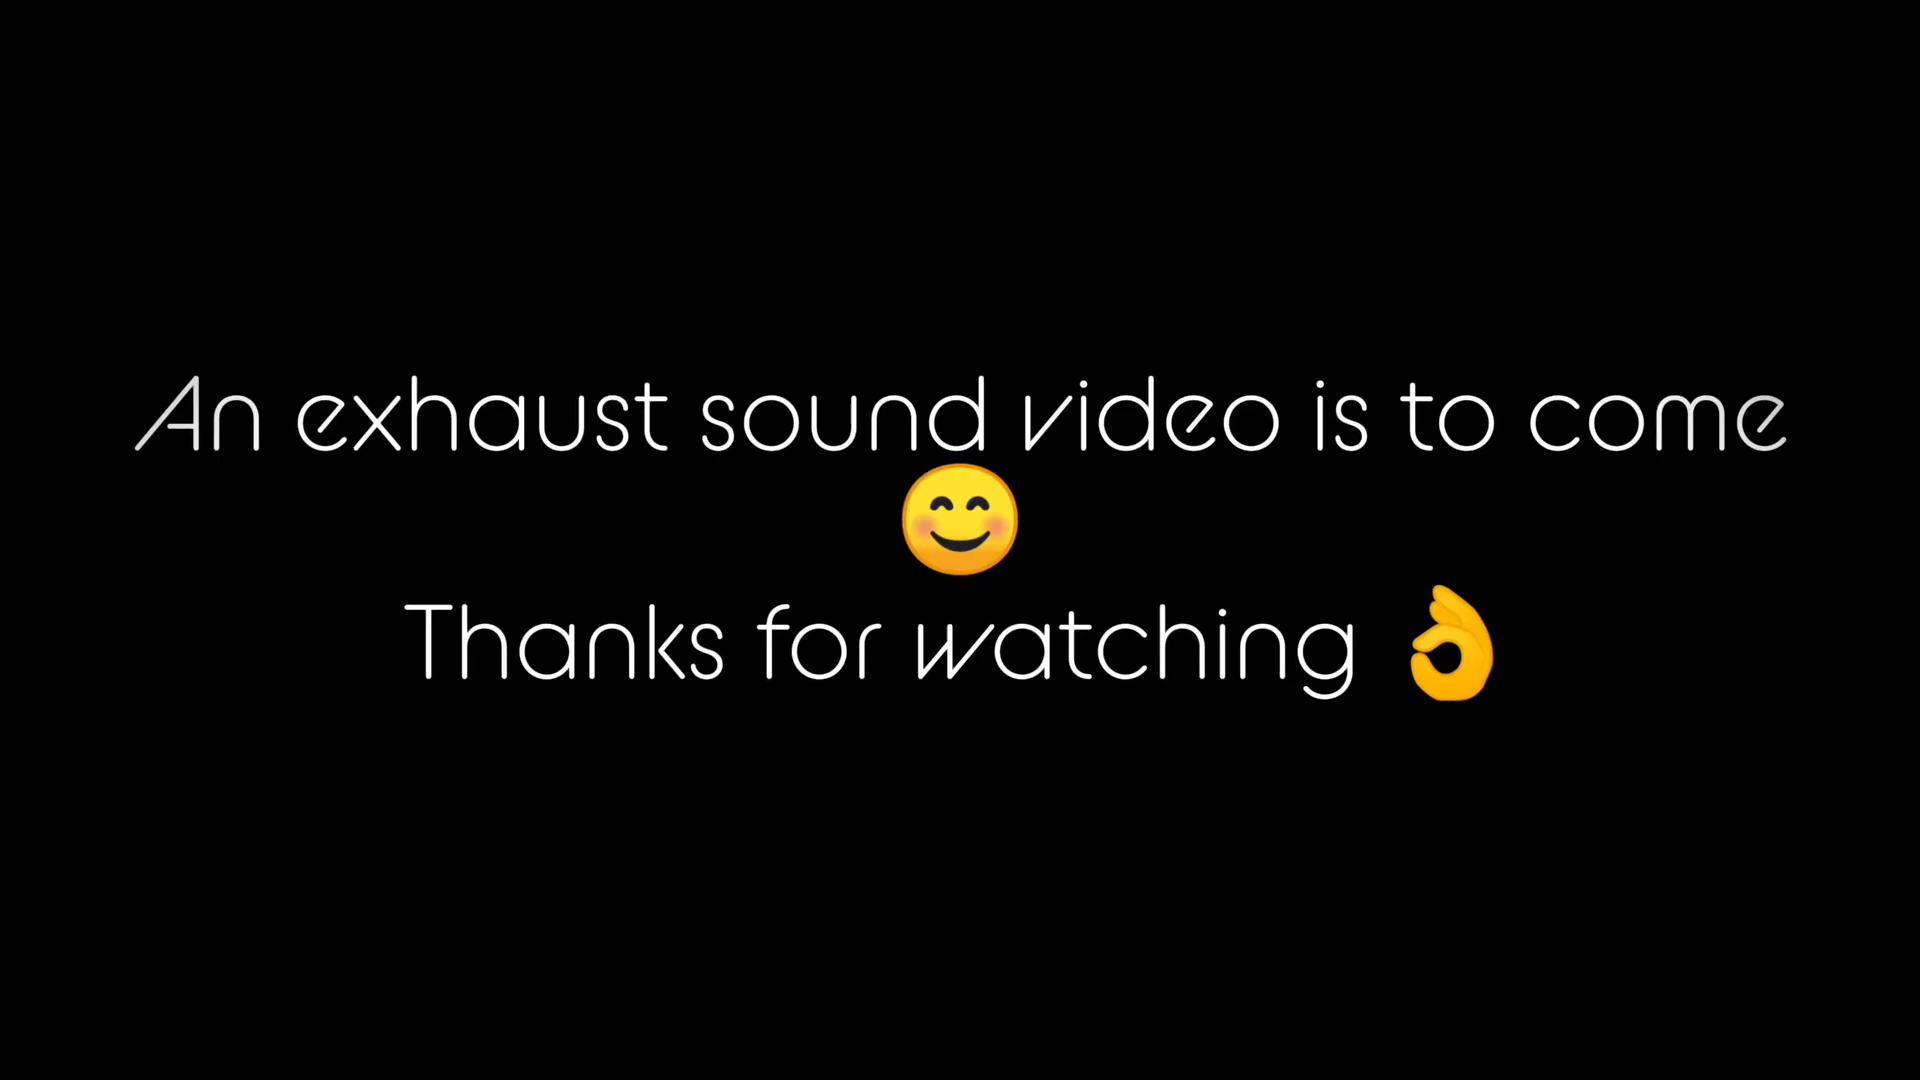 An exhaust sound video is to come
😊
Thanks for watching 👌